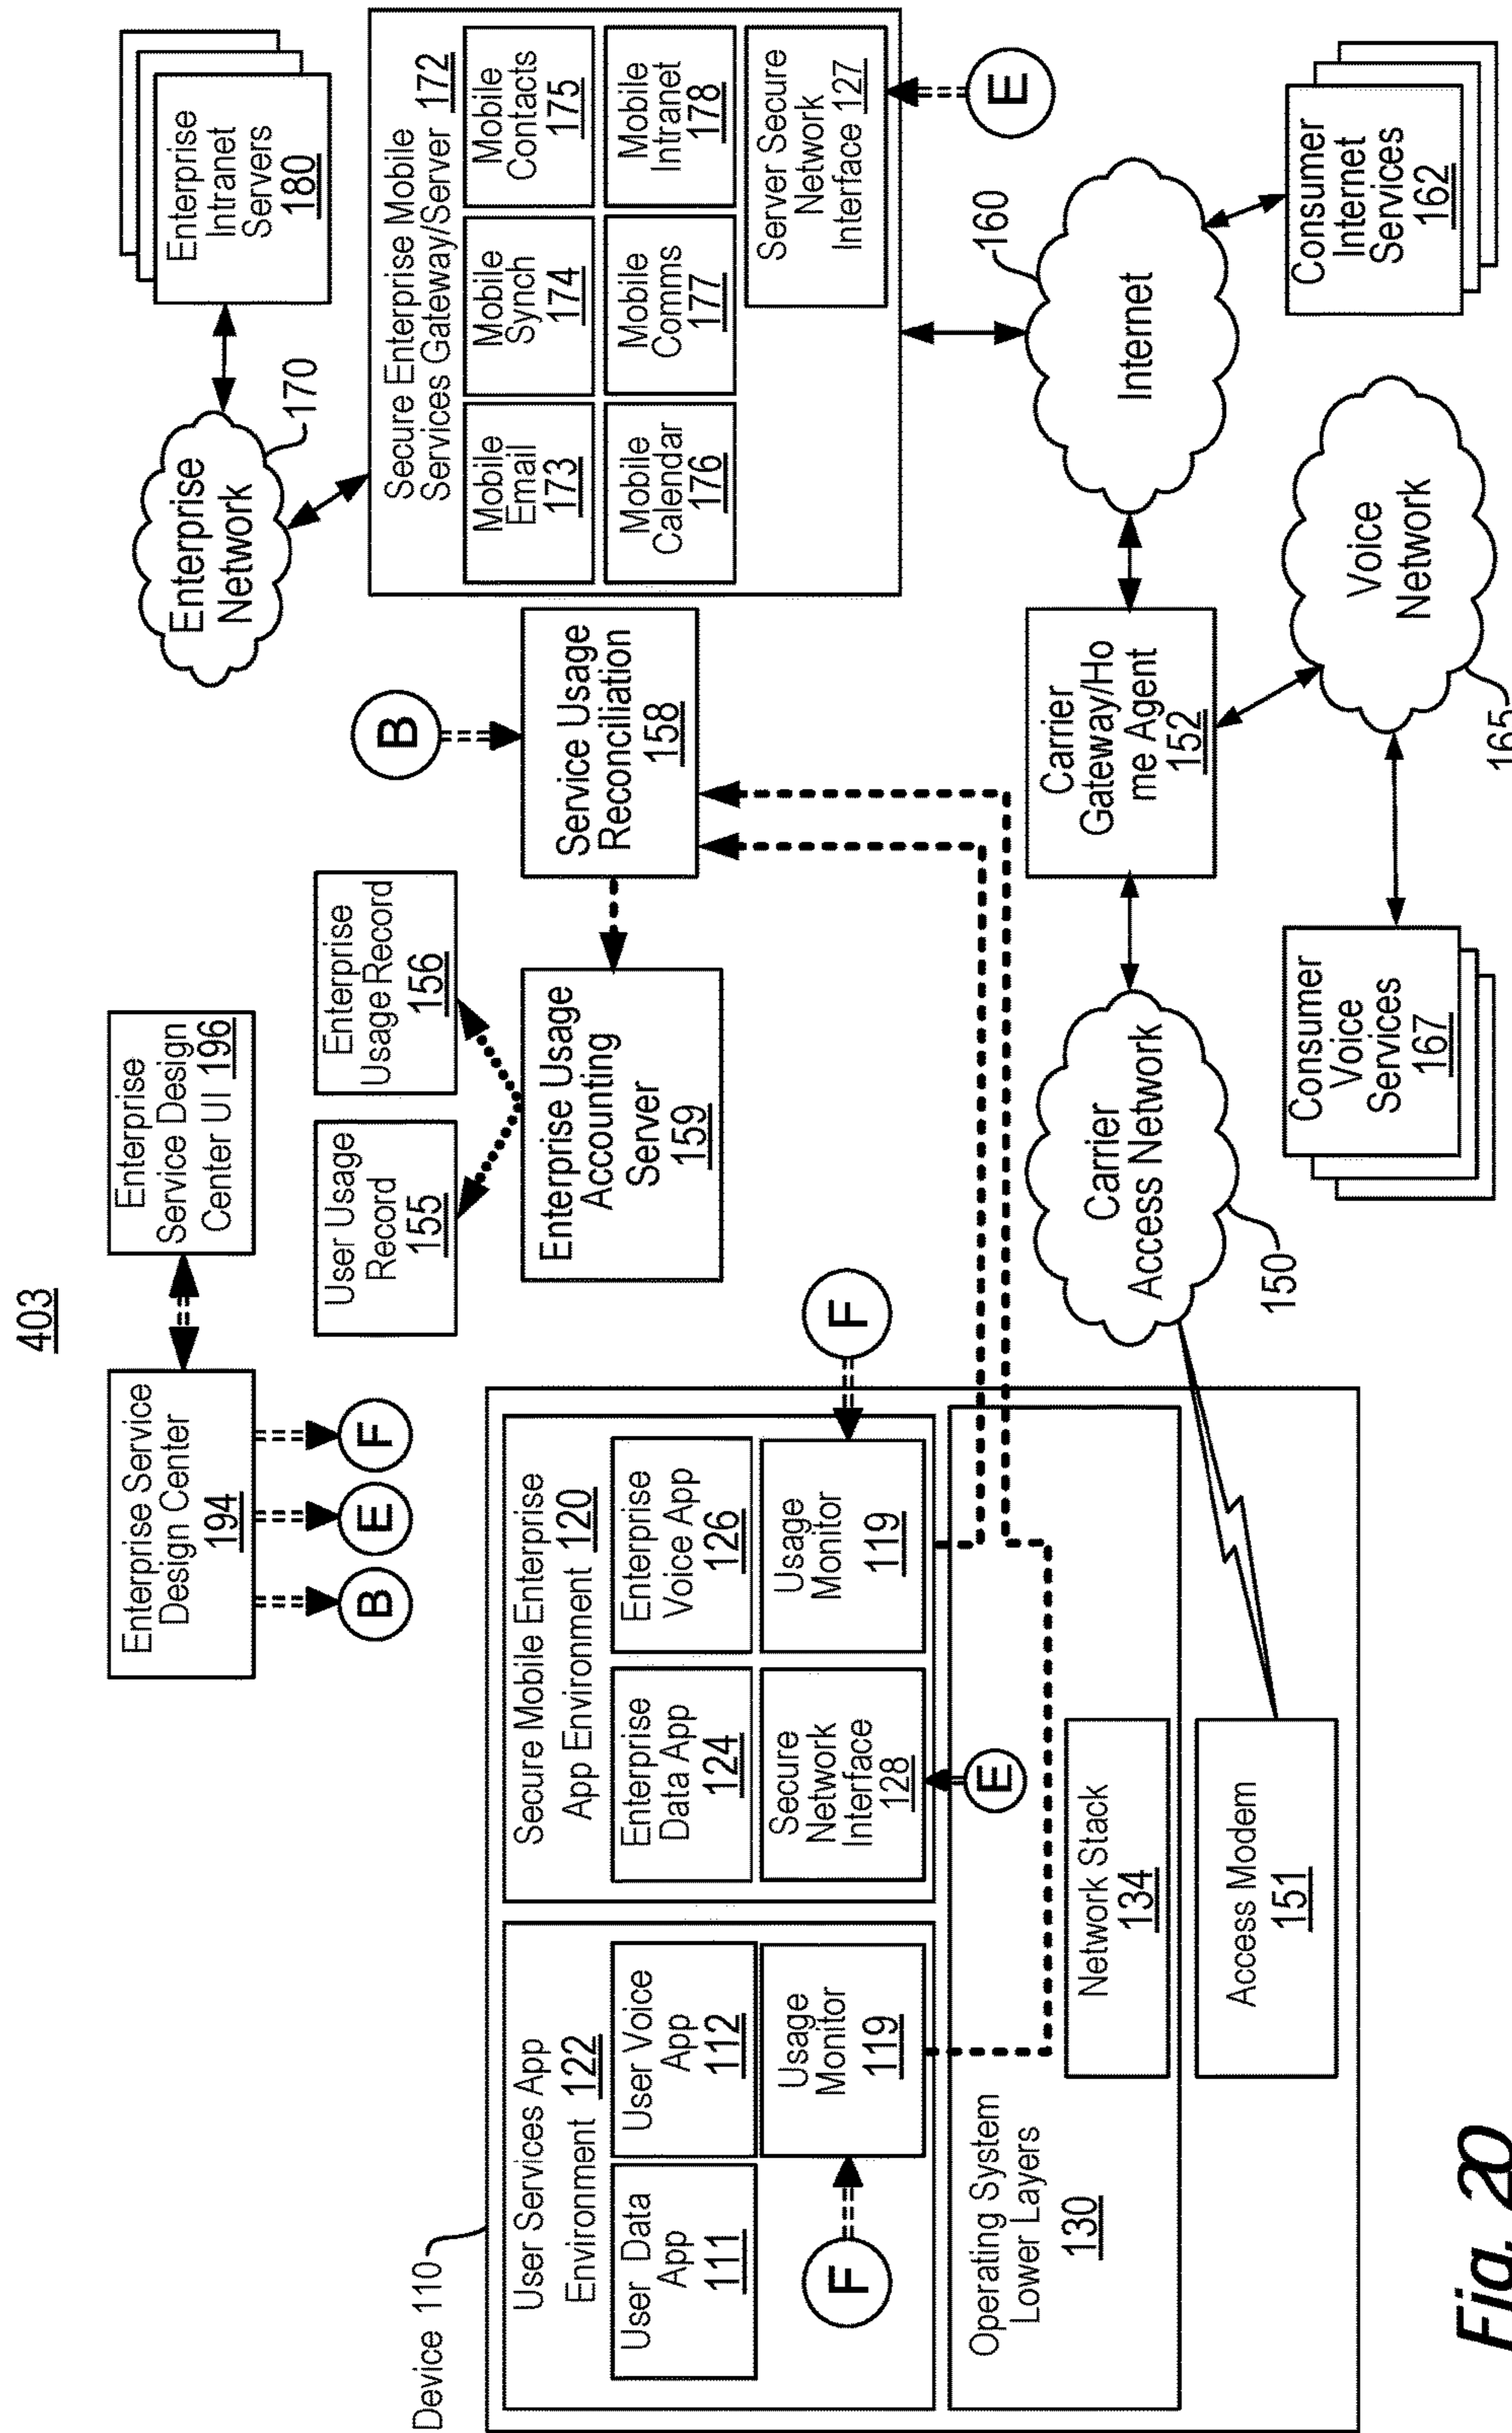 403
Enterprise Service
Design Center
194
Enterprise
Service Design
Center UI 196
B
E
F
User Usage
Record
155
Enterprise
Usage Record
156
Enterprise Usage
Accounting
Server
159
B
Service Usage
Reconciliation
158
Enterprise
Network
170
Enterprise
Intranet
Servers
180
Secure Enterprise Mobile
Services Gateway/Server 172
Mobile
Email
173
Mobile
Synch
174
Mobile
Contacts
175
Mobile
Calendar
176
Mobile
Comms
177
Mobile
Intranet
178
Server Secure
Network
Interface 127
E
Device 110
User Services App
Environment 122
User Data
App
111
User Voice
App
112
F
Usage
Monitor
119
Secure Mobile Enterprise
App Environment 120
Enterprise
Data App
124
Enterprise
Voice App
126
Secure
Network
Interface
128
Usage
Monitor
119
F
E
Operating System
Lower Layers
130
Network Stack
134
Access Modem
151
Carrier
Access Network
150
Carrier
Gateway/Ho
me Agent
152
Internet
160
Consumer
Internet
Services
162
Voice
Network
165
Consumer
Voice
Services
167
Fig. 20